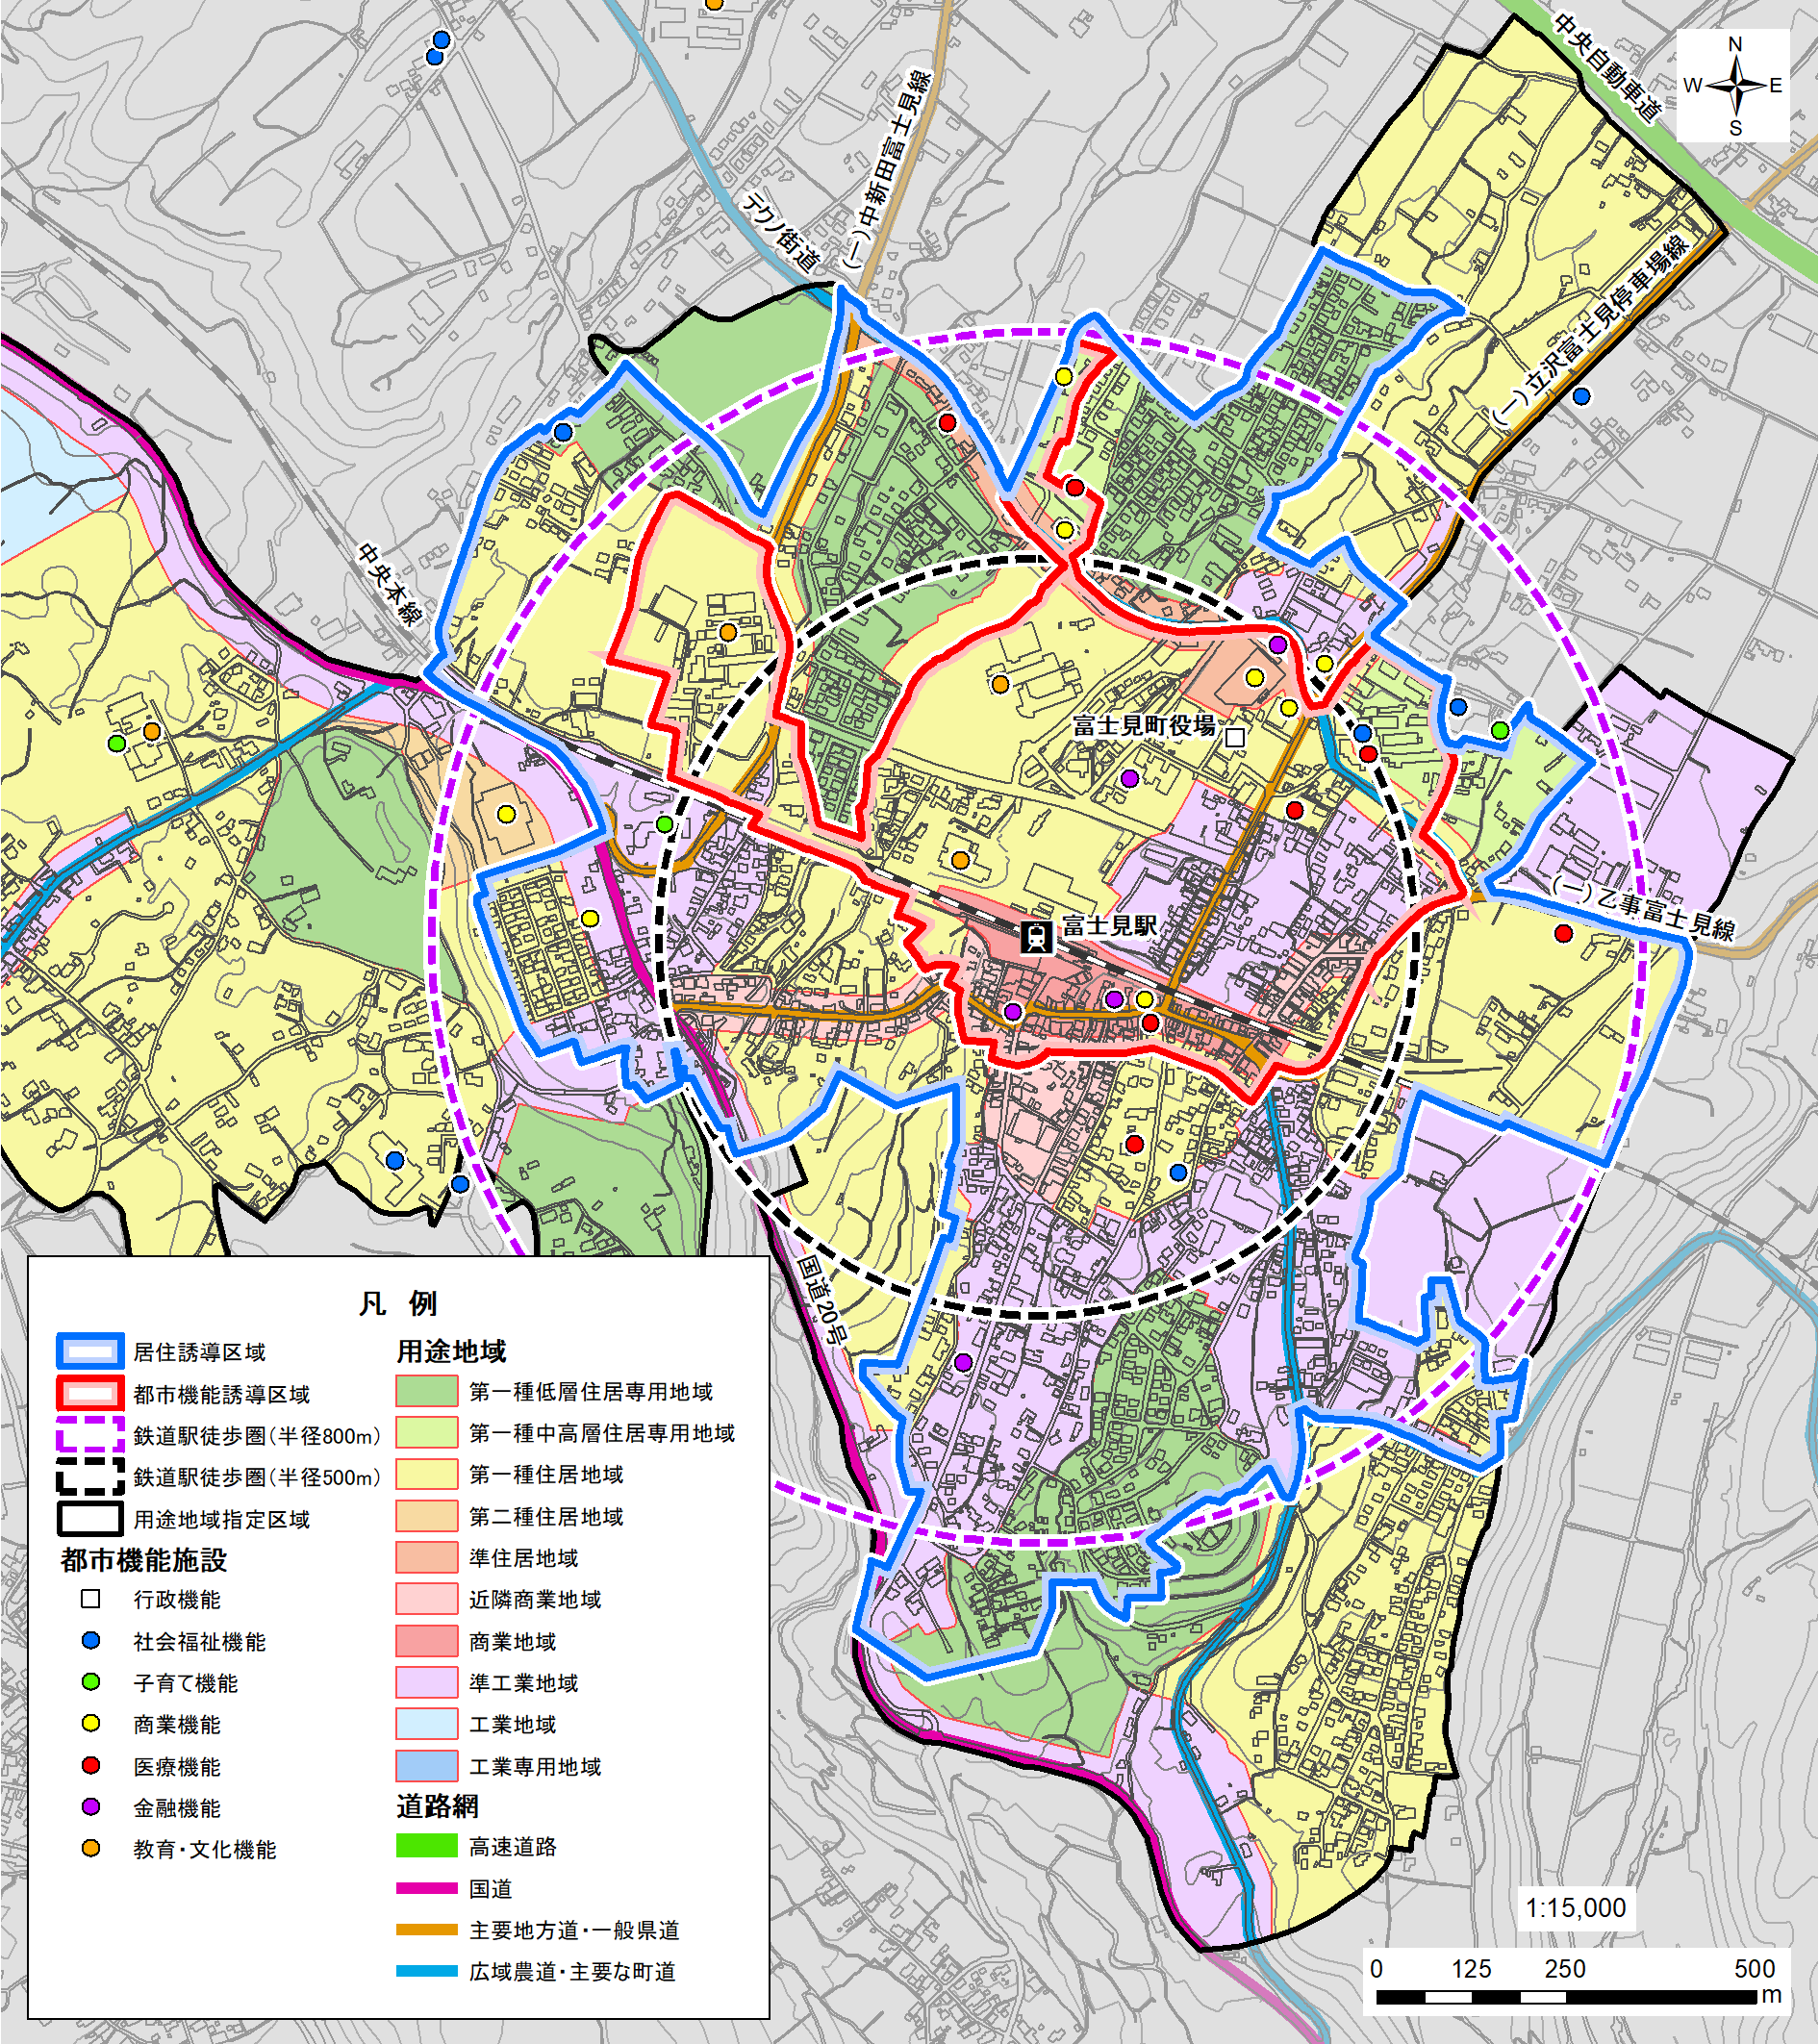 中央自動車道
N
W E
S
(一)中新田富士見線
テクノ街道
(一)立沢富士見停車場線
中央本線
富士見町役場
(一)乙事富士見線
富士見駅
国道20号
凡 例
居住誘導区域
都市機能誘導区域
鉄道駅徒歩圏(半径800m)
鉄道駅徒歩圏(半径500m)
用途地域指定区域
都市機能施設
行政機能
社会福祉機能
子育て機能
商業機能
医療機能
金融機能
教育・文化機能
用途地域
第一種低層住居専用地域
第一種中高層住居専用地域
第一種住居地域
第二種住居地域
準住居地域
近隣商業地域
商業地域
準工業地域
工業地域
工業専用地域
道路網
高速道路
国道
主要地方道・一般県道
広域農道・主要な町道
1:15,000
0 125 250 500
m